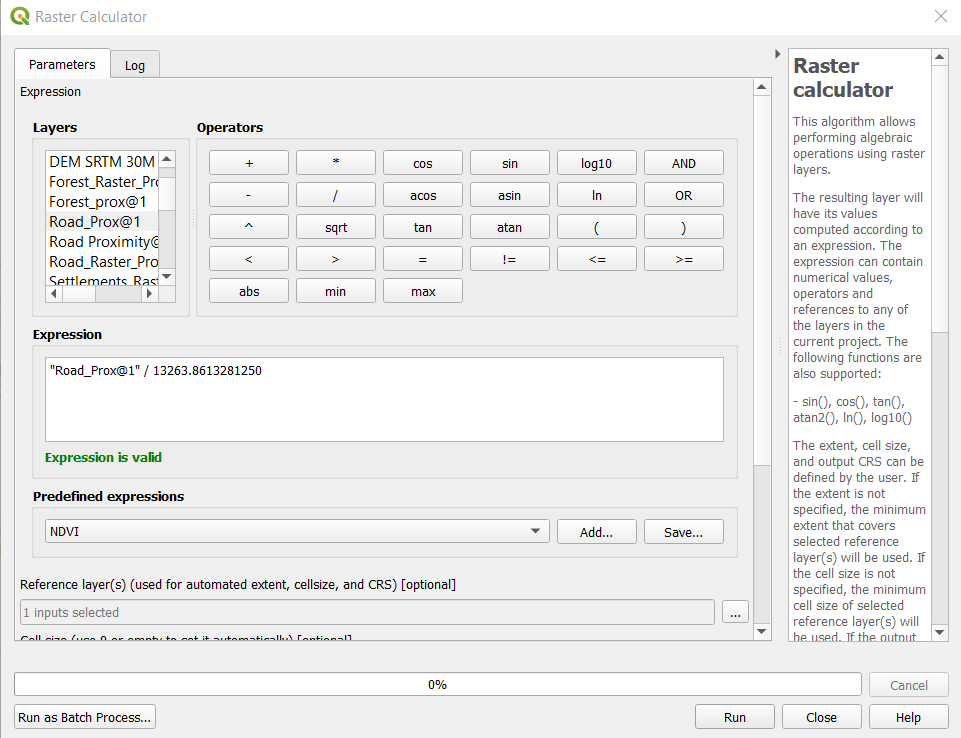 Raster Calculator
Parameters
Log
Expression
Layers
Operators
DEM SRTM 30M
Forest_Raster_Pro
Forest_prox@1
Road_Prox@1
Road Proximity@
Road_Raster_Pro
Settlements_Rast
+ * cos sin log10 AND
- / acos asin ln OR
^ sqrt tan atan ( )
< > = != <= >=
abs min max
Expression
"Road_Prox@1" / 13263.8613281250
Expression is valid
Predefined expressions
NDVI
Add...
Save...
Reference layer(s) (used for automated extent, cellsize, and CRS) [optional]
1 inputs selected
...
Cell size (use 0 or empty to set it automatically) [optional]
Raster
calculator
This algorithm allows
performing algebraic
operations using raster
layers.
The resulting layer will
have its values
computed according to
an expression. The
expression can contain
numerical values,
operators and
references to any of
the layers in the
current project. The
following functions are
also supported:
- sin(), cos(), tan(),
atan2(), ln(), log10()
The extent, cell size,
and output CRS can be
defined by the user. If
the extent is not
specified, the minimum
extent that covers
selected reference
layer(s) will be used. If
the cell size is not
specified, the minimum
cell size of selected
reference layer(s) will
be used. If the output
0%
Cancel
Run as Batch Process...
Run
Close
Help